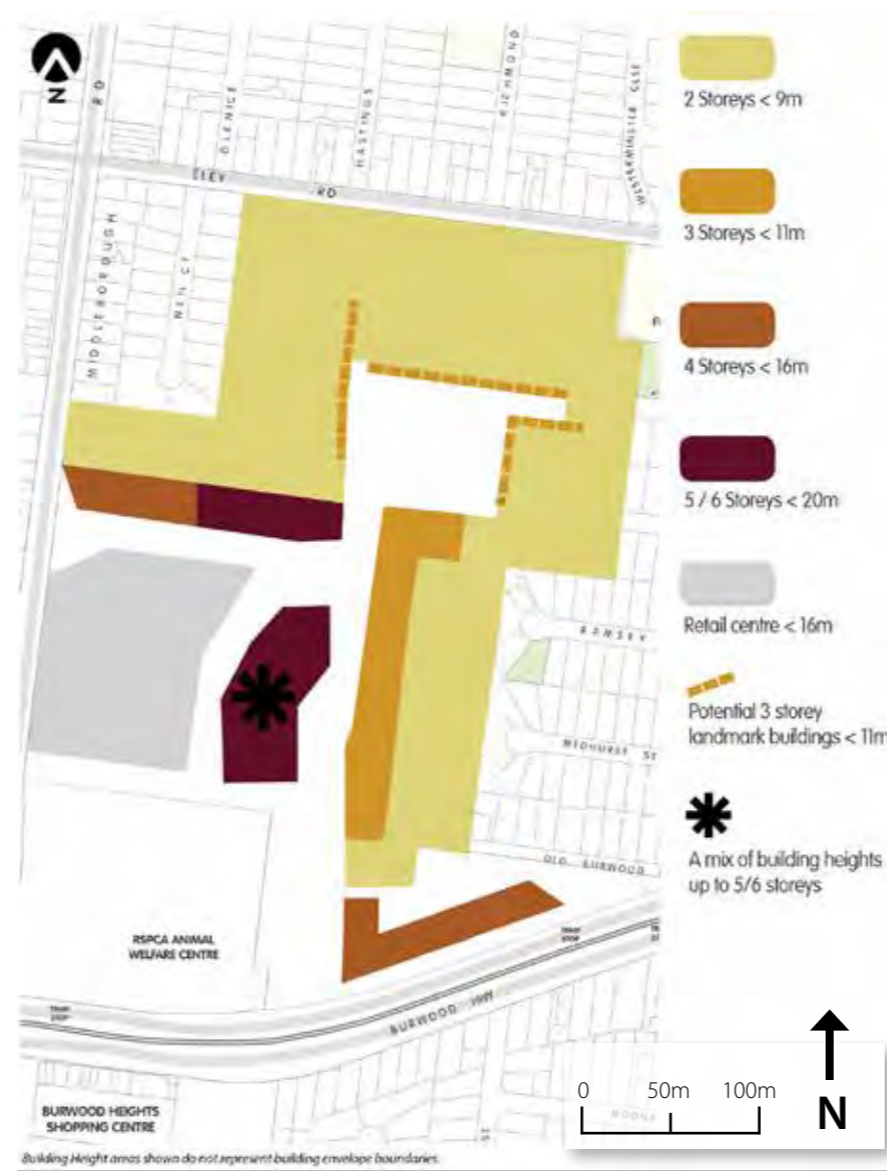 N
RD
GLENICE
HASTINGS
RICHMOND
WESTERMINSTER CLSE
ELEY RD
MIDDLEBOROUGH
NEIL CT
RAMSEY
MEDHURST ST
OLD BURWOOD
TRAM STOP
TRAM STOP
RSPCA ANIMAL
WELFARE CENTRE
BURWOOD HWY
BURWOOD HEIGHTS
SHOPPING CENTRE
ST
2 Storeys < 9m
3 Storeys < 11m
4 Storeys < 16m
5 / 6 Storeys < 20m
Retail centre < 16m
Potential 3 storey
landmark buildings < 11m
A mix of building heights
up to 5/6 storeys
0 50m 100m
N
Building Height areas shown do not represent building envelope boundaries.